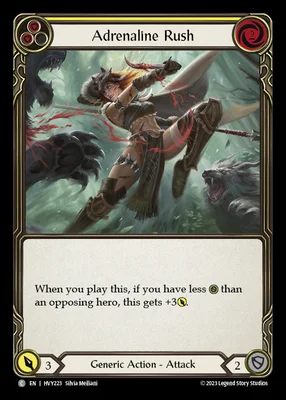 Adrenaline Rush
When you play this, if you have less than
an opposing hero, this gets +3.
3 Generic Action - Attack 2
C EN | HVY223 Silvia Meiliani © 2023 Legend Story Studios